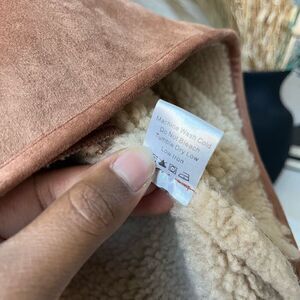 Machine Wash Cold
Do Not Bleach
Tumble Dry Low
Low Iron